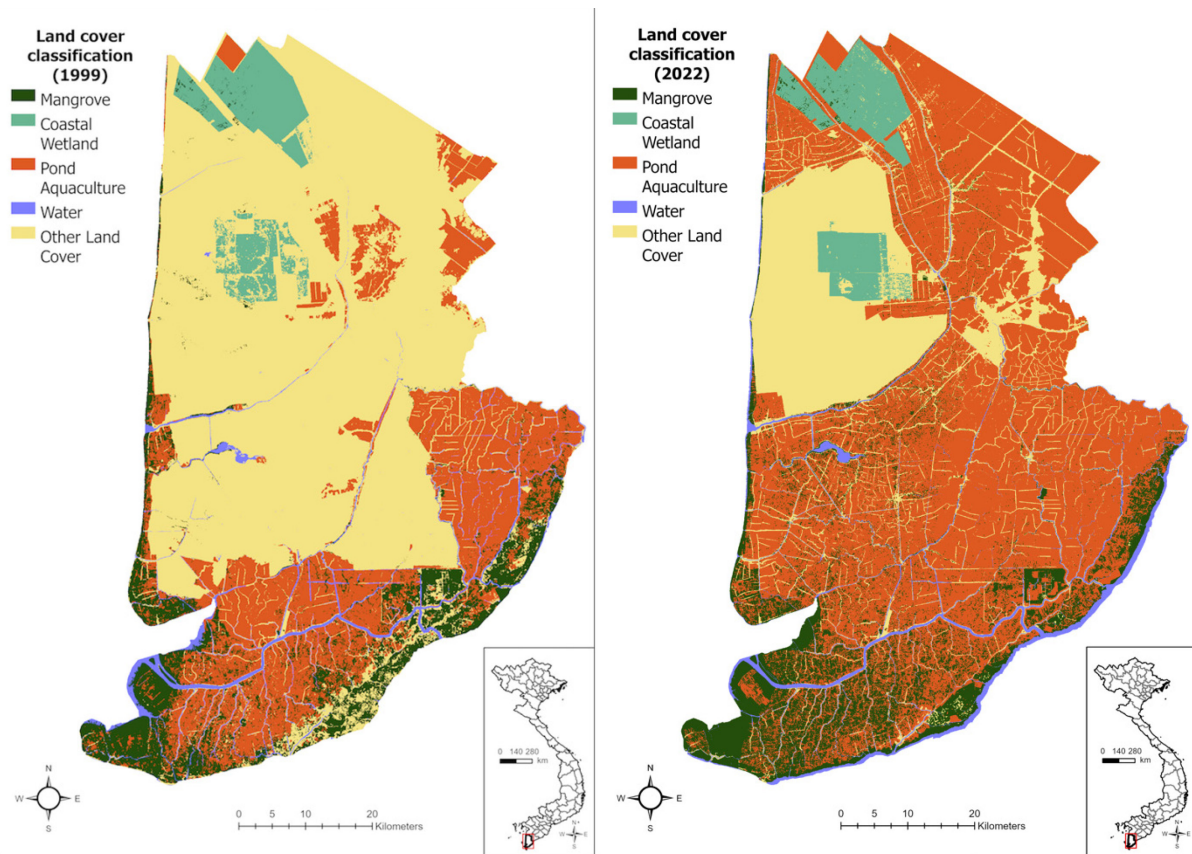 Land cover
classification
(1999)
Mangrove
Coastal
Wetland
Pond
Aquaculture
Water
Other Land
Cover
N
W
E
S
0 5 10 20
Kilometers
0 140 280
km
N
W
E
S
Land cover
classification
(2022)
Mangrove
Coastal
Wetland
Pond
Aquaculture
Water
Other Land
Cover
N
W
E
S
0 5 10 20
Kilometers
0 140 280
km
N
W
E
S